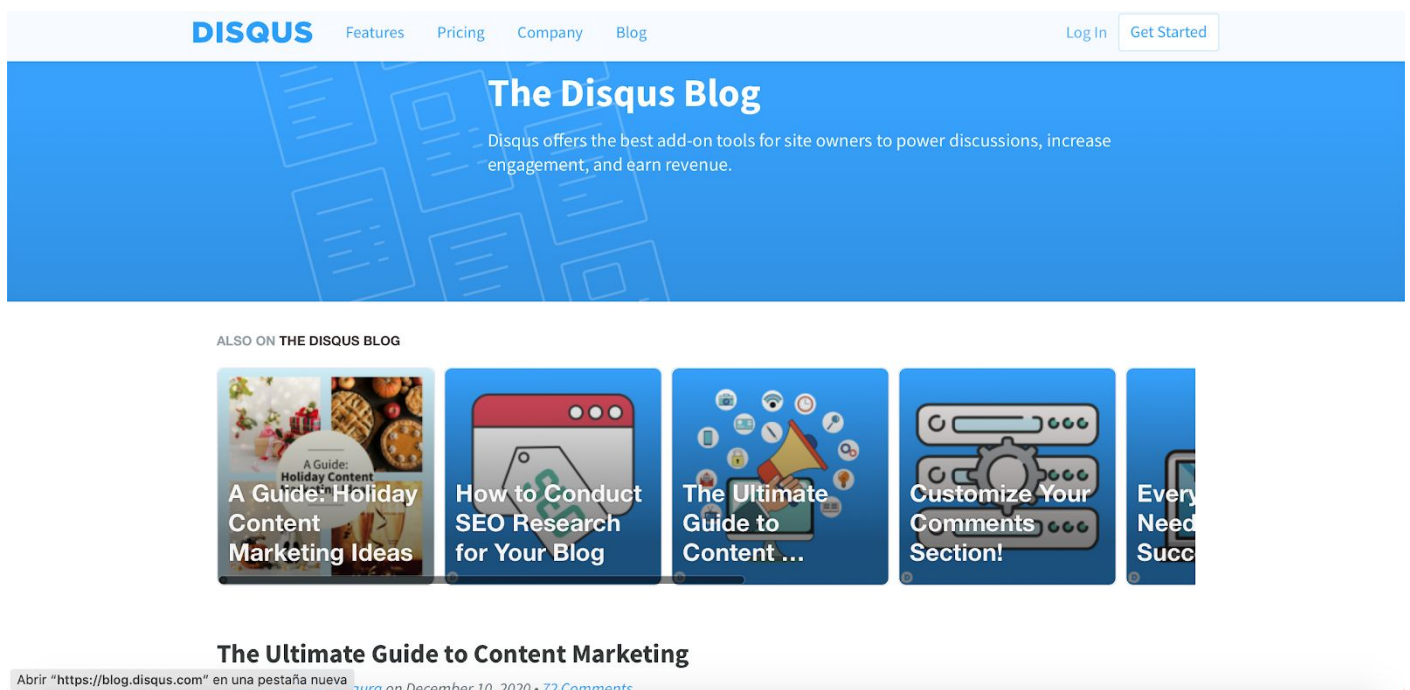 DISQUS Features Pricing Company Blog Log In Get Started
The Disqus Blog
Disqus offers the best add-on tools for site owners to power discussions, increase
engagement, and earn revenue.
ALSO ON THE DISQUS BLOG
A Guide:
Holiday Content
A Guide: Holiday
Content
Marketing Ideas
SEO
How to Conduct
SEO Research
for Your Blog
The Ultimate
Guide to
Content ...
Customize Your
Comments
Section!
Every
Need
Succ
The Ultimate Guide to Content Marketing
on December 10, 2020 • 72 Comments
Abrir “https://blog.disqus.com” en una pestaña nueva